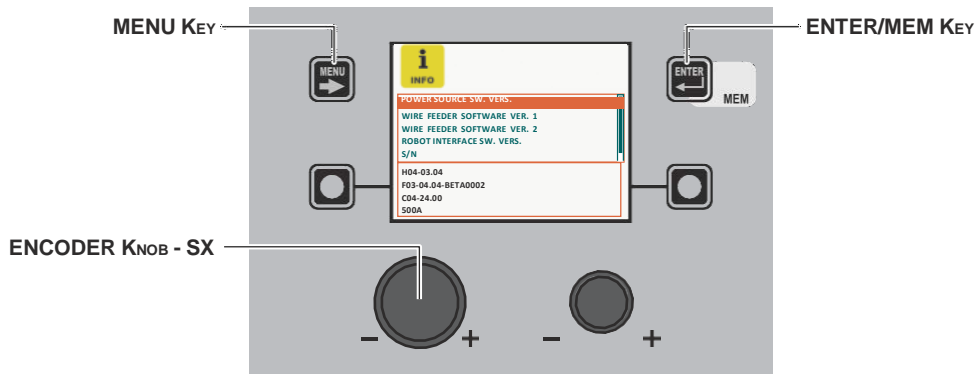 MENU KEY
ENTER/MEM KEY
MENU
i
INFO
ENTER
MEM
POWER SOURCE SW. VERS.
WIRE FEEDER SOFTWARE VER. 1
WIRE FEEDER SOFTWARE VER. 2
ROBOT INTERFACE SW. VERS.
S/N
H04-03.04
F03-04.04-BETA0002
C04-24.00
S00A
ENCODER KNOB - SX
− +
− +